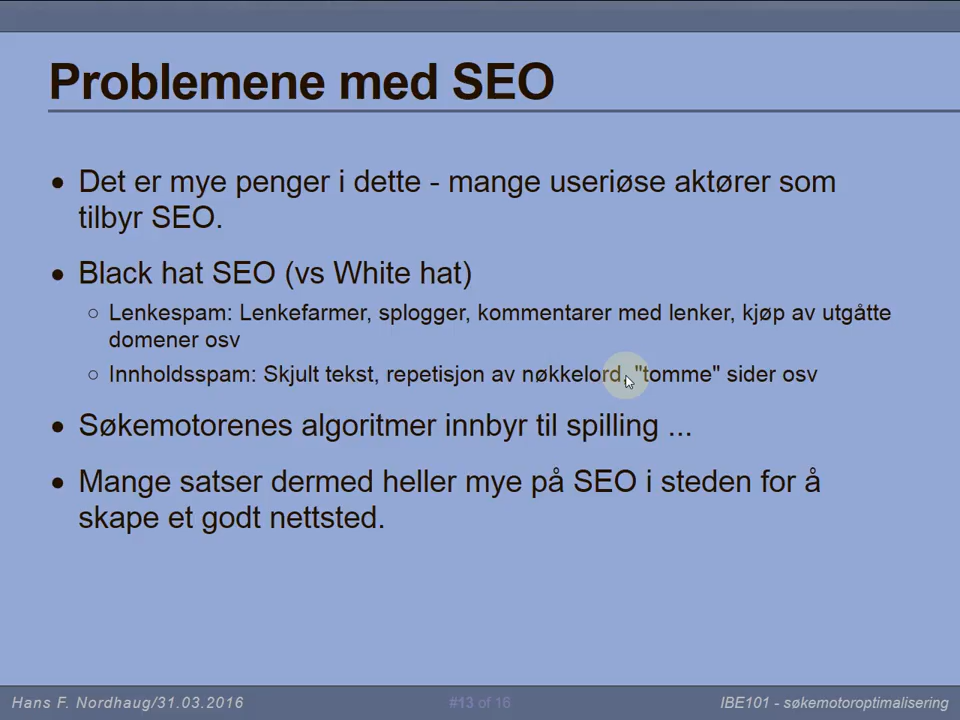 Problemene med SEO
Det er mye penger i dette - mange useriøse aktører som
tilbyr SEO.
Black hat SEO (vs White hat)
Lenkespam: Lenkefarmer, splogger, kommentarer med lenker, kjøp av utgåtte
domener osv
Innholdsspam: Skjult tekst, repetisjon av nøkkelord, "tomme" sider osv
Søkemotorenes algoritmer innbyr til spilling ...
Mange satser dermed heller mye på SEO i steden for å
skape et godt nettsted.
Hans F. Nordhaug/31.03.2016
#13 of 16
IBE101 - søkemotoroptimalisering